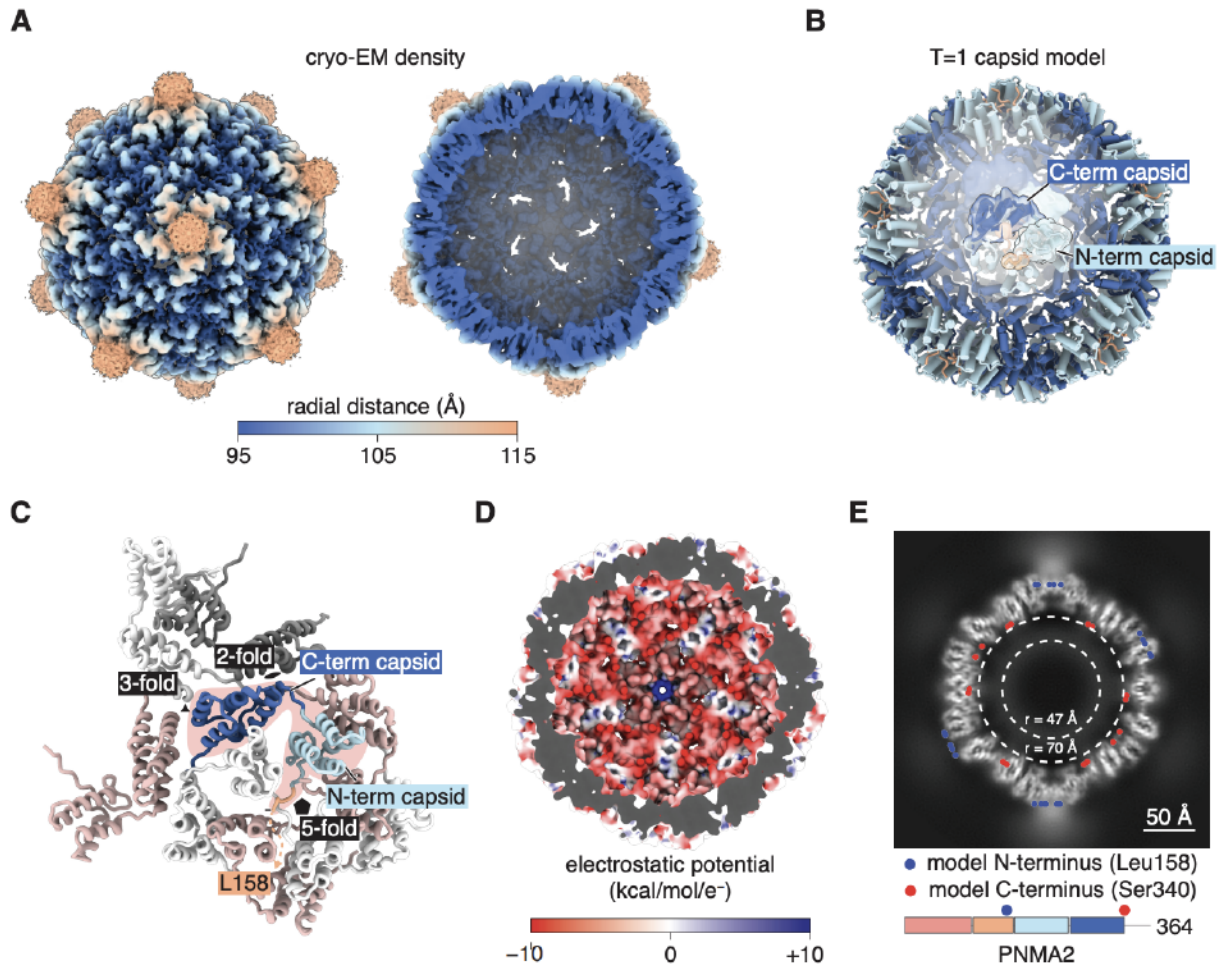 A
cryo-EM density
radial distance (Å)
95
105
115
B
T=1 capsid model
C-term capsid
N-term capsid
C
2-fold
C-term capsid
3-fold
N-term capsid
5-fold
L158
D
electrostatic potential
(kcal/mol/e⁻)
−10
0
+10
E
r = 47 Å
r = 70 Å
50 Å
model N-terminus (Leu158)
model C-terminus (Ser340)
364
PNMA2